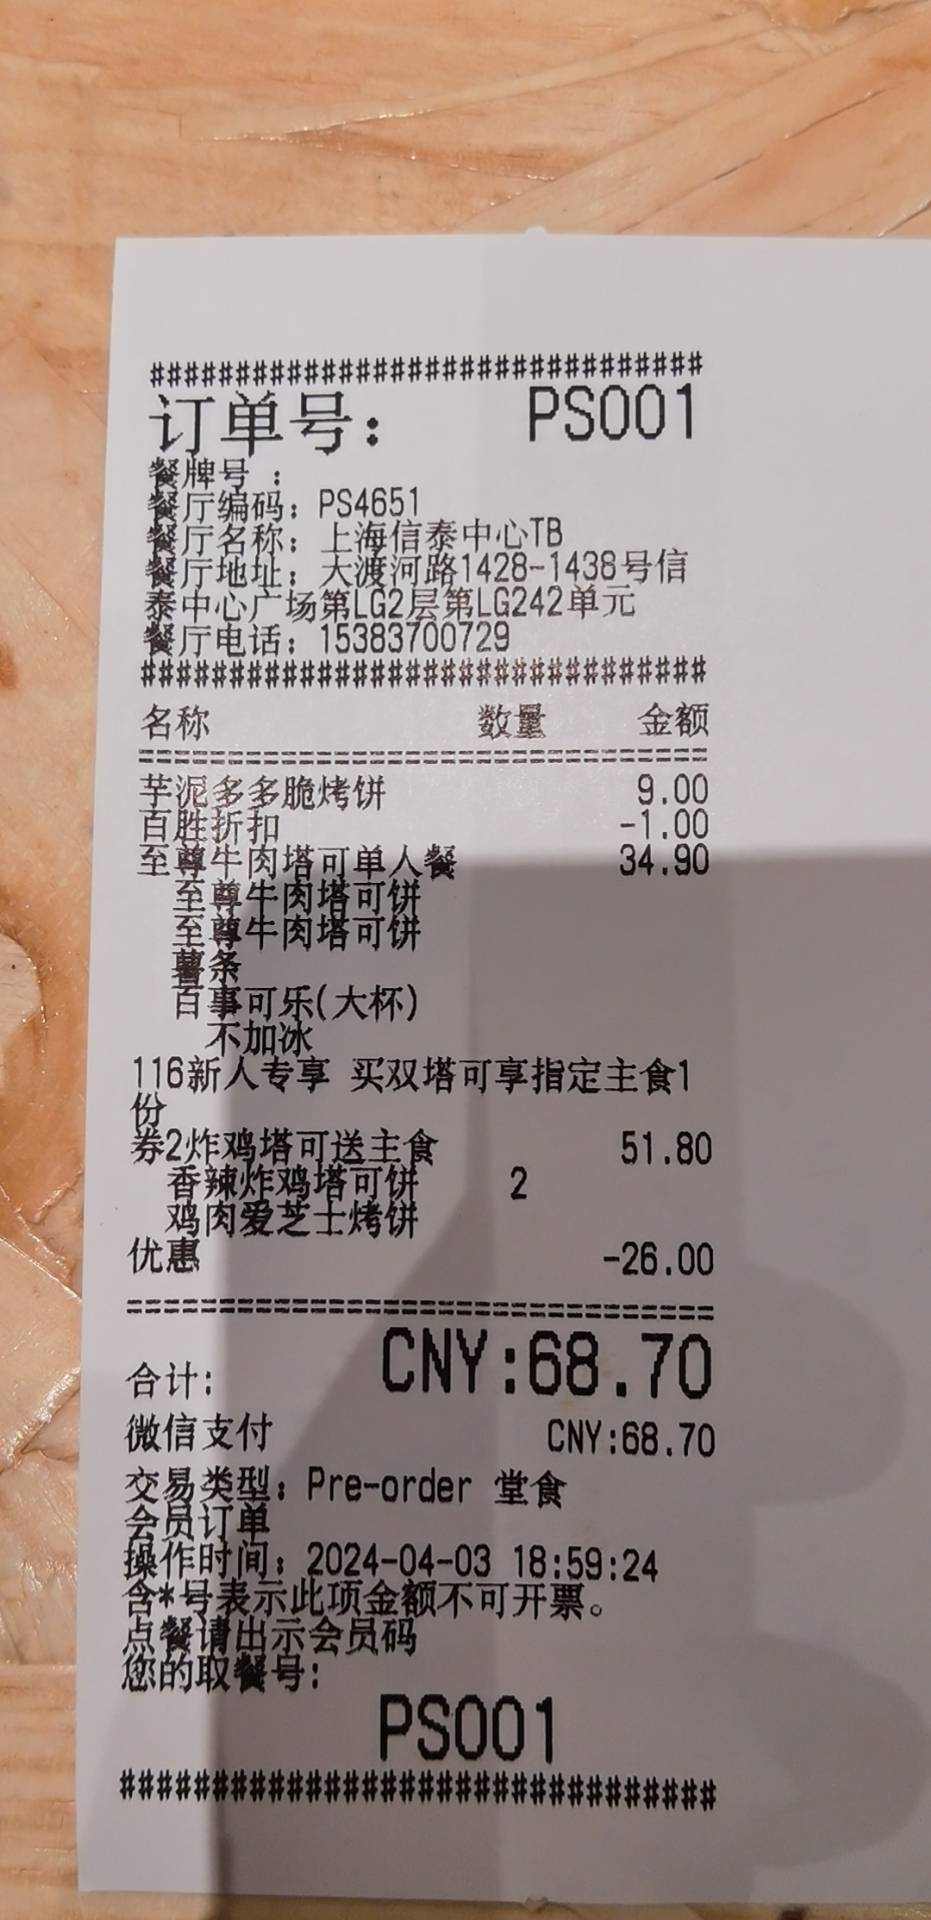 ################################
订单号： PS001
餐牌号 :
餐厅编码：PS4651
餐厅名称：上海信泰中心TB
餐厅地址：大渡河路1428-1438号信
泰中心广场第LG2层第LG242单元
餐厅电话：15383700729
################################
名称 数量 金额
================================
芋泥多多脆烤饼 9.00
百胜折扣 -1.00
至尊牛肉塔可单人餐 34.90
至尊牛肉塔可饼
至尊牛肉塔可饼
薯条
百事可乐(大杯)
不加冰
116新人专享 买双塔可享指定主食1
份
券2炸鸡塔可送主食 51.80
香辣炸鸡塔可饼 2
鸡肉爱芝士烤饼
优惠 -26.00
================================
合计: CNY:68.70
微信支付 CNY:68.70
交易类型：Pre-order 堂食
会员订单
操作时间：2024-04-03 18:59:24
含*号表示此项金额不可开票。
点餐请出示会员码
您的取餐号:
PS001
################################